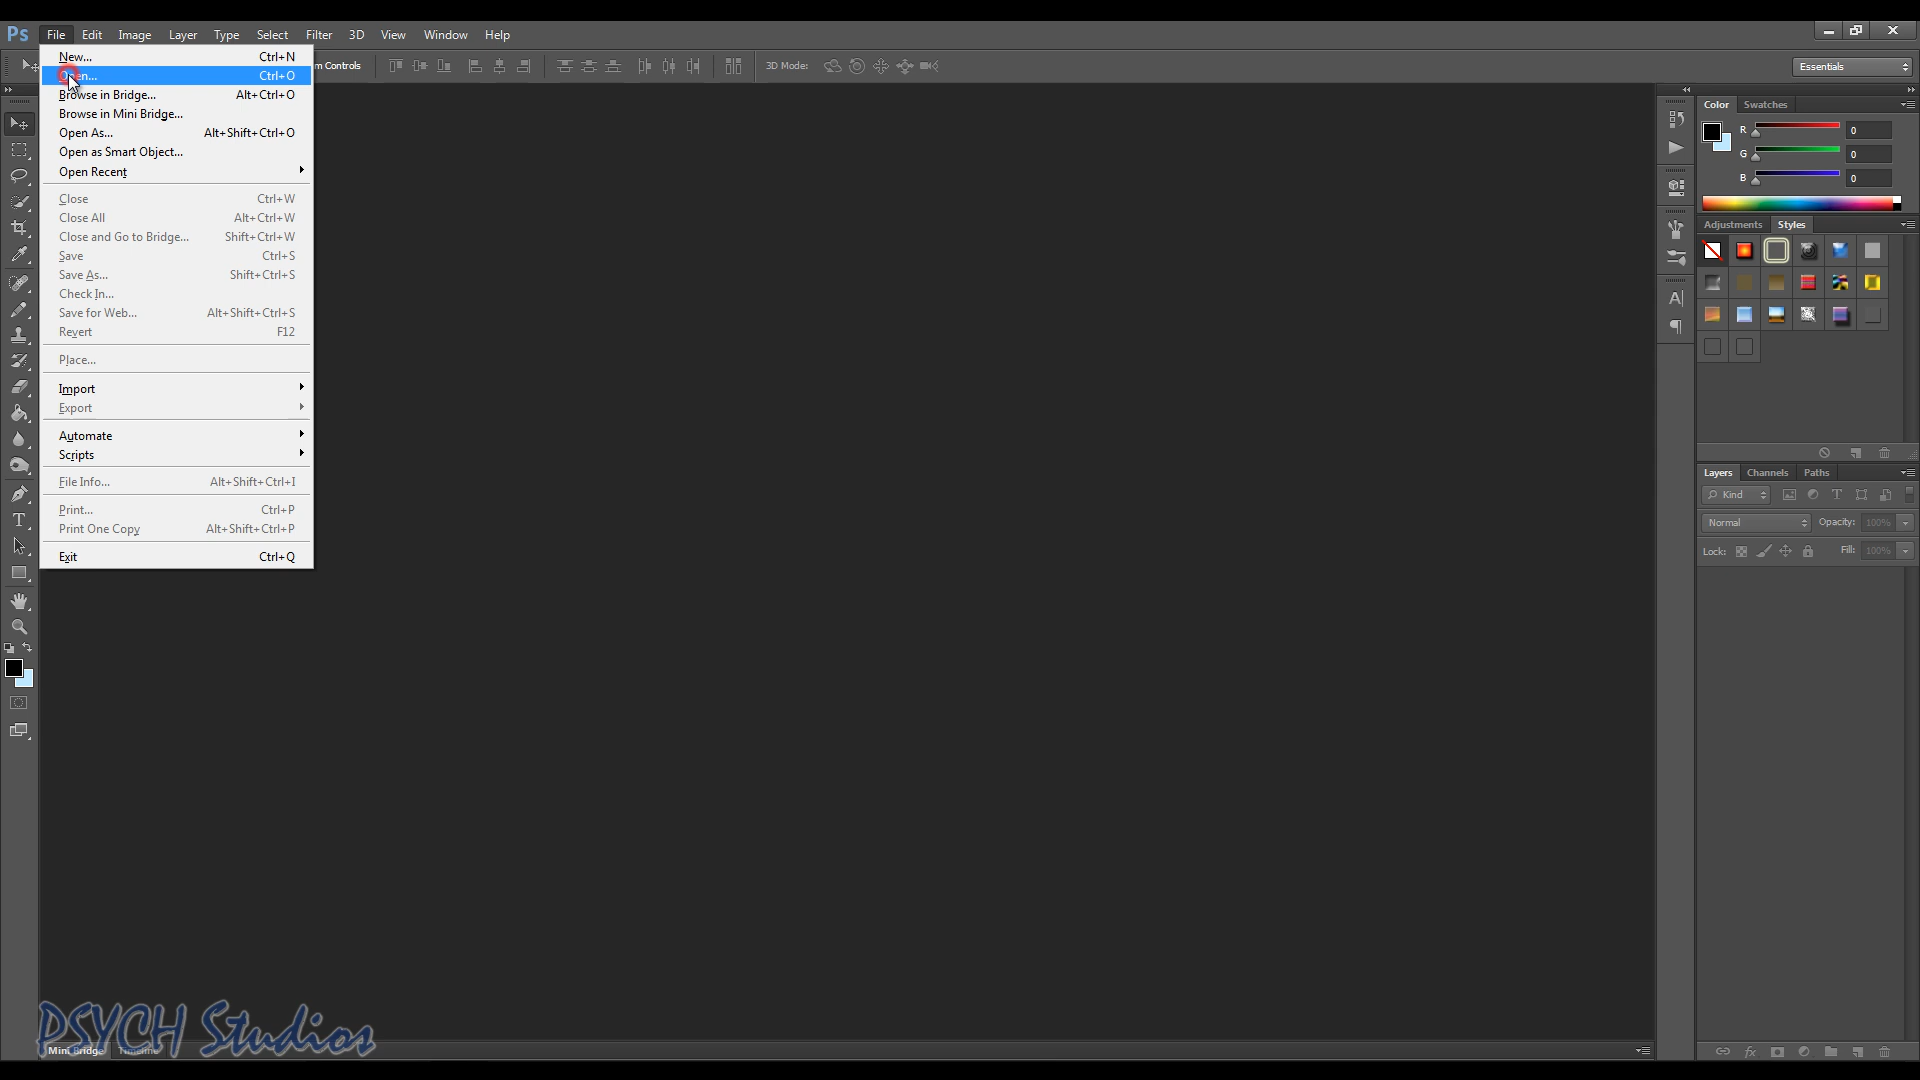 Ps File Edit Image Layer Type Select Filter 3D View Window Help
New... Ctrl+N
Open... Ctrl+O
m Controls
3D Mode:
Essentials
Browse in Bridge... Alt+Ctrl+O
Browse in Mini Bridge...
Open As... Alt+Shift+Ctrl+O
Open as Smart Object...
Open Recent
Close Ctrl+W
Close All Alt+Ctrl+W
Close and Go to Bridge... Shift+Ctrl+W
Save Ctrl+S
Save As... Shift+Ctrl+S
Check In...
Save for Web... Alt+Shift+Ctrl+S
Revert F12
Place...
Import
Export
Automate
Scripts
File Info... Alt+Shift+Ctrl+I
Print... Ctrl+P
Print One Copy Alt+Shift+Ctrl+P
Exit Ctrl+Q
Color Swatches
R 0
G 0
B 0
Adjustments Styles
Layers Channels Paths
Kind
Normal Opacity: 100%
Lock: Fill: 100%
PSYCH Studios
Mini Bridge Timeline